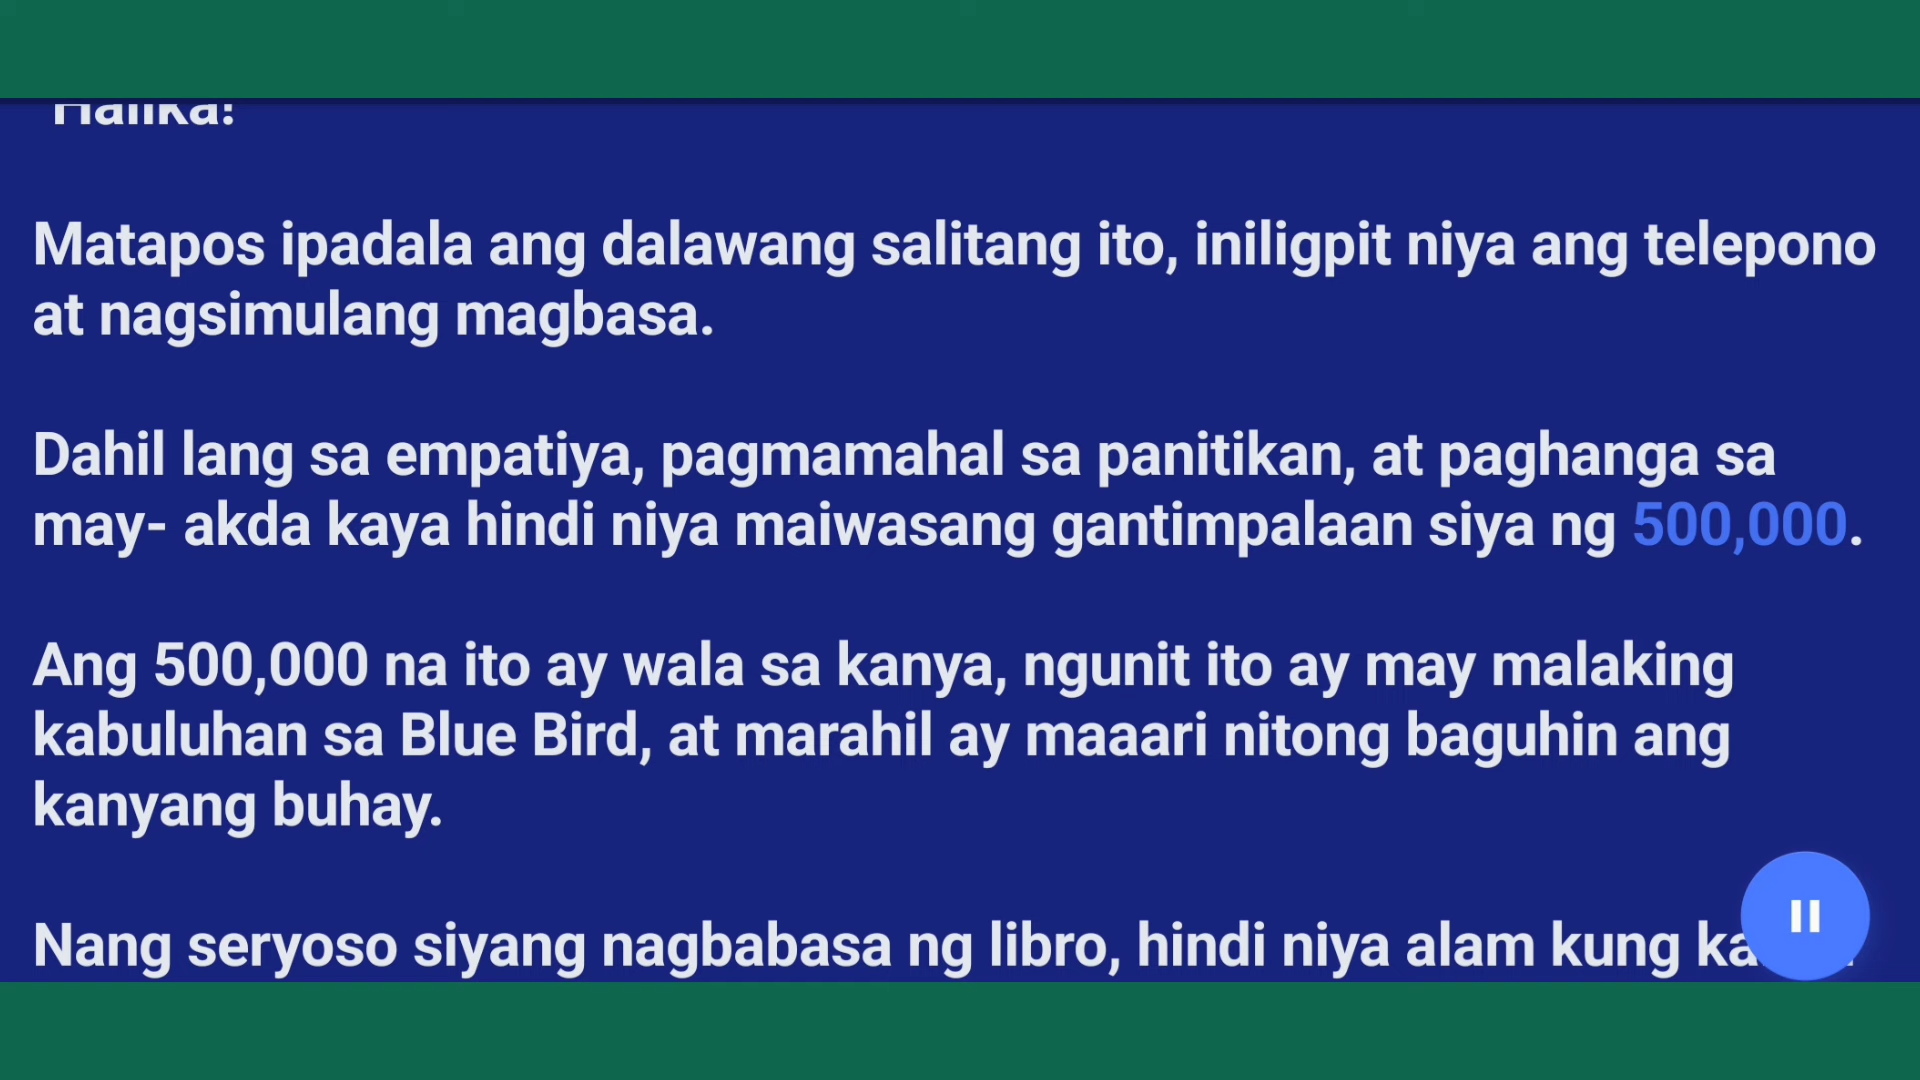 Halika!
Matapos ipadala ang dalawang salitang ito, iniligpit niya ang telepono
at nagsimulang magbasa.
Dahil lang sa empatiya, pagmamahal sa panitikan, at paghanga sa
may- akda kaya hindi niya maiwasang gantimpalaan siya ng 500,000.
Ang 500,000 na ito ay wala sa kanya, ngunit ito ay may malaking
kabuluhan sa Blue Bird, at marahil ay maaari nitong baguhin ang
kanyang buhay.
Nang seryoso siyang nagbabasa ng libro, hindi niya alam kung